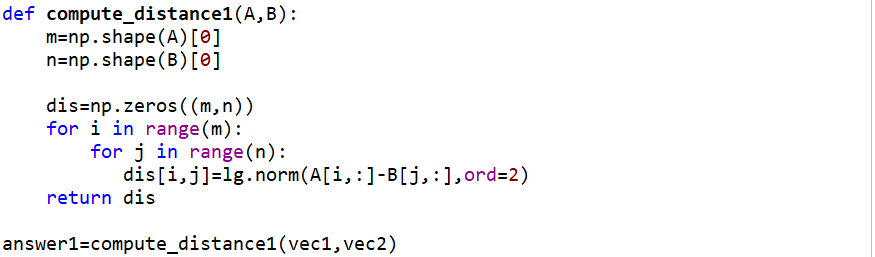 def compute_distance1(A,B):
    m=np.shape(A)[0]
    n=np.shape(B)[0]

    dis=np.zeros((m,n))
    for i in range(m):
        for j in range(n):
           dis[i,j]=lg.norm(A[i,:]-B[j,:],ord=2)
    return dis

answer1=compute_distance1(vec1,vec2)